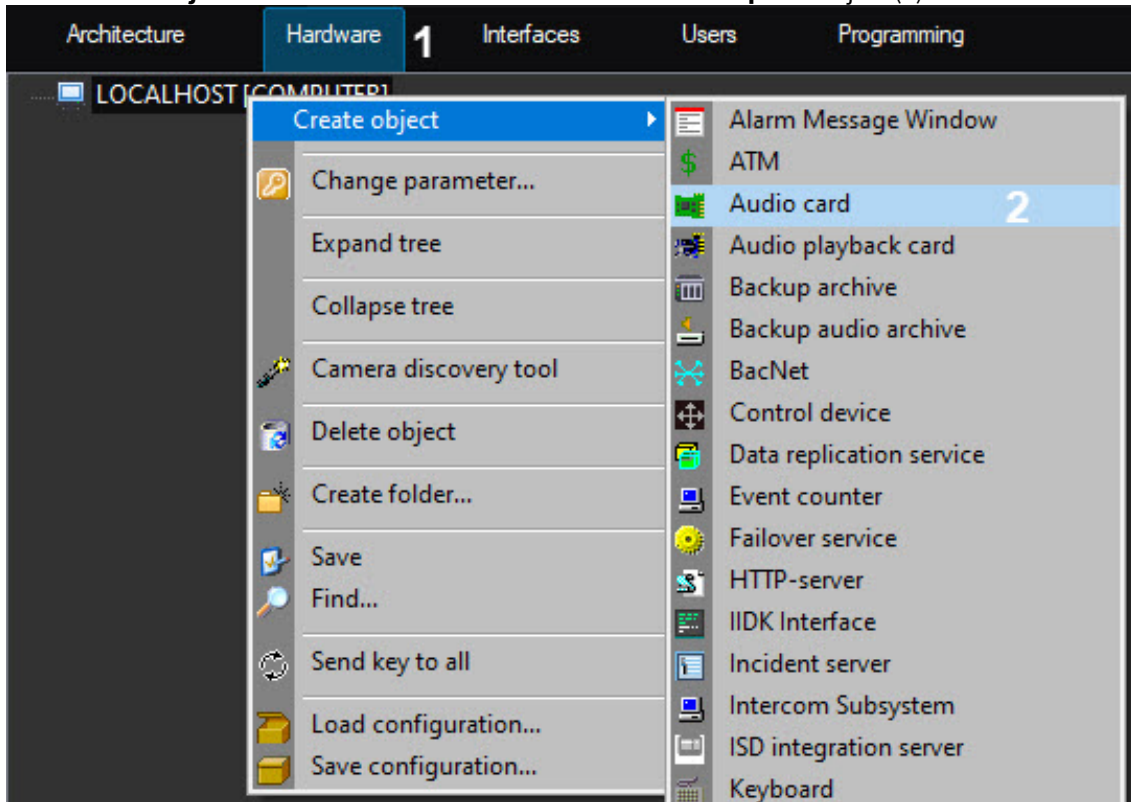 Architecture Hardware 1 Interfaces Users Programming
LOCALHOST [COMPUTER]
Create object
Change parameter...
Expand tree
Collapse tree
Camera discovery tool
Delete object
Create folder...
Save
Find...
Send key to all
Load configuration...
Save configuration...
Alarm Message Window
ATM
Audio card 2
Audio playback card
Backup archive
Backup audio archive
BacNet
Control device
Data replication service
Event counter
Failover service
HTTP-server
IIDK Interface
Incident server
Intercom Subsystem
ISD integration server
Keyboard